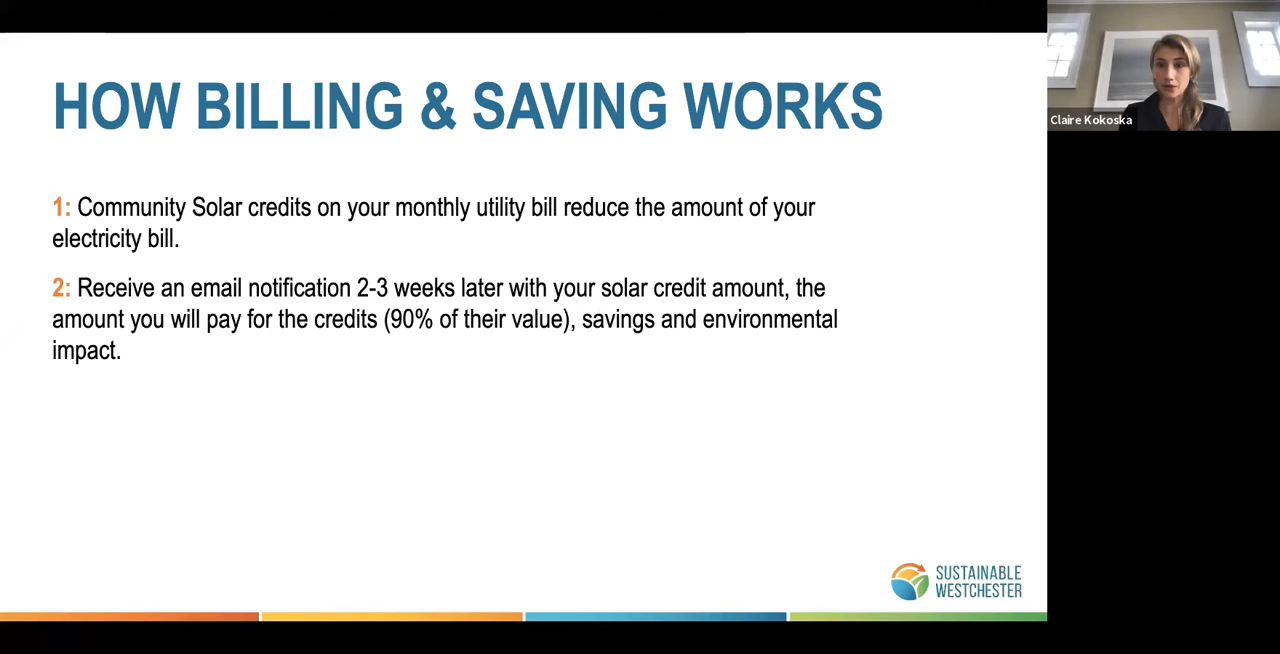 HOW BILLING & SAVING WORKS
1: Community Solar credits on your monthly utility bill reduce the amount of your
electricity bill.
2: Receive an email notification 2-3 weeks later with your solar credit amount, the
amount you will pay for the credits (90% of their value), savings and environmental
impact.
SUSTAINABLE
WESTCHESTER
Claire Kokoska